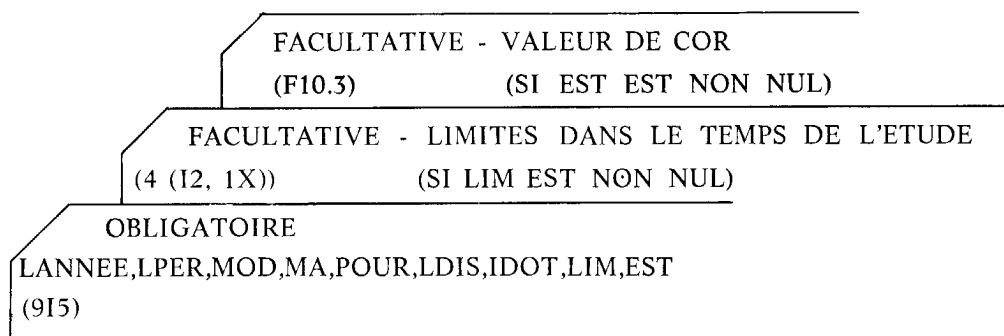 FACULTATIVE - VALEUR DE COR
(F10.3) (SI EST EST NON NUL)
FACULTATIVE - LIMITES DANS LE TEMPS DE L'ETUDE
(4 (I2, 1X)) (SI LIM EST NON NUL)
OBLIGATOIRE
LANNEE,LPER,MOD,MA,POUR,LDIS,IDOT,LIM,EST
(9I5)